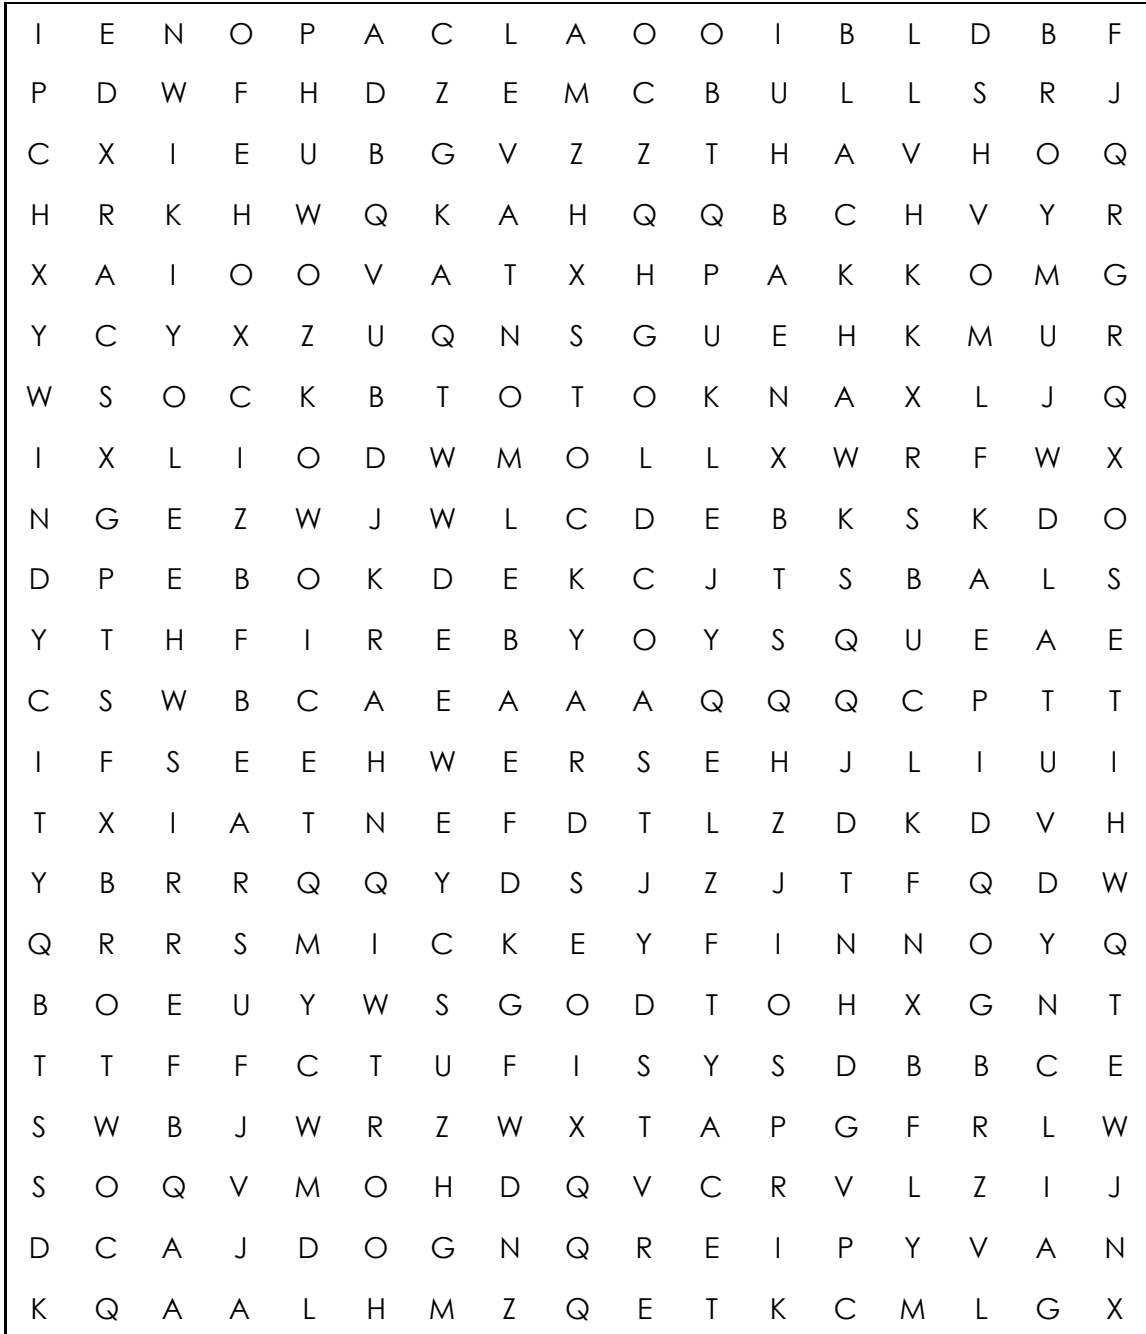 I E N O P A C L A O O I B L D B F
P D W F H D Z E M C B U L L S R J
C X I E U B G V Z Z T H A V H O Q
H R K H W Q K A H Q Q B C H V Y R
X A I O O V A T X H P A K K O M G
Y C Y X Z U Q N S G U E H K M U R
W S O C K B T O T O K N A X L J Q
I X L I O D W M O L L X W R F W X
N G E Z W J W L C D E B K S K D O
D P E B O K D E K C J T S B A L S
Y T H F I R E B Y O Y S Q U E A E
C S W B C A E A A A Q Q Q C P T T
I F S E E H W E R S E H J L I U I
T X I A T N E F D T L Z D K D V H
Y B R R Q Q Y D S J Z J T F Q D W
Q R R S M I C K E Y F I N N O Y Q
B O E U Y W S G O D T O H X G N T
T T F F C T U F I S Y S D B B C E
S W B J W R Z W X T A P G F R L W
S O Q V M O H D Q V C R V L Z I J
D C A J D O G N Q R E I P Y V A N
K Q A A L H M Z Q E T K C M L G X